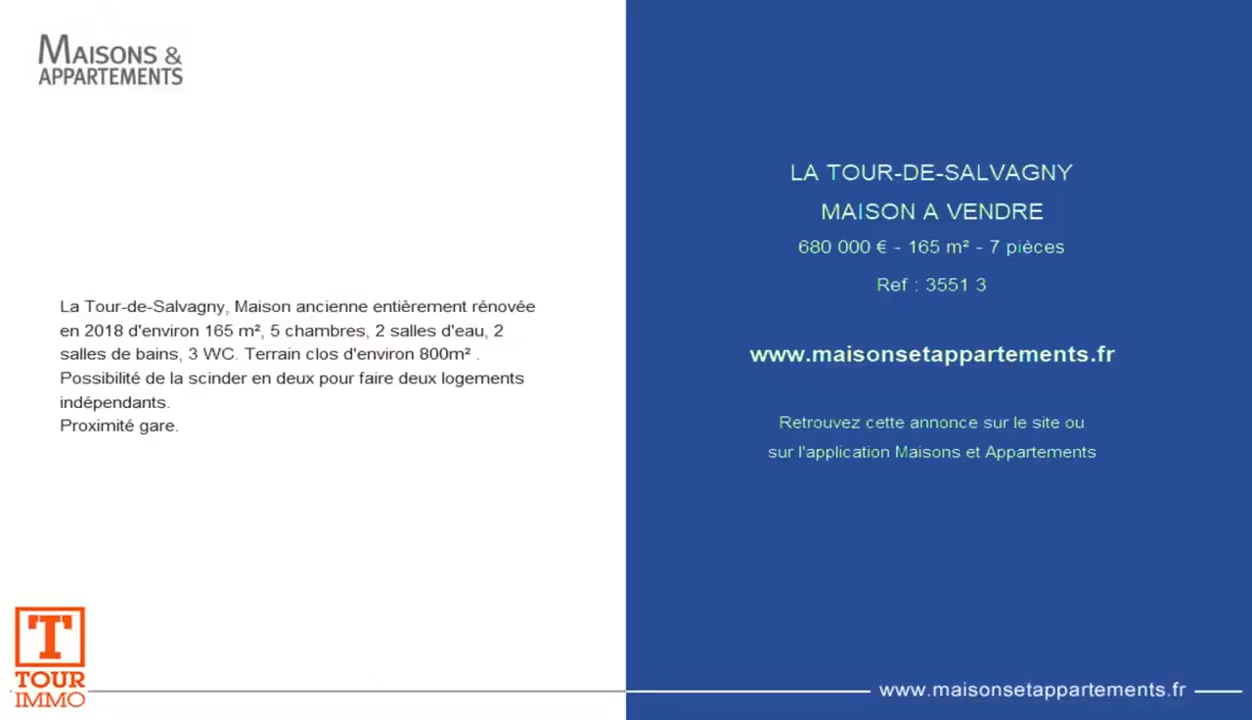 MAISONS &
APPARTEMENTS
La Tour-de-Salvagny, Maison ancienne entièrement rénovée
en 2018 d'environ 165 m², 5 chambres, 2 salles d'eau, 2
salles de bains, 3 WC. Terrain clos d'environ 800m² .
Possibilité de la scinder en deux pour faire deux logements
indépendants.
Proximité gare.
T
TOUR
IMMO
LA TOUR-DE-SALVAGNY
MAISON A VENDRE
680 000 € - 165 m² - 7 pièces
Ref : 3551 3
www.maisonsetappartements.fr
Retrouvez cette annonce sur le site ou
sur l'application Maisons et Appartements
www.maisonsetappartements.fr